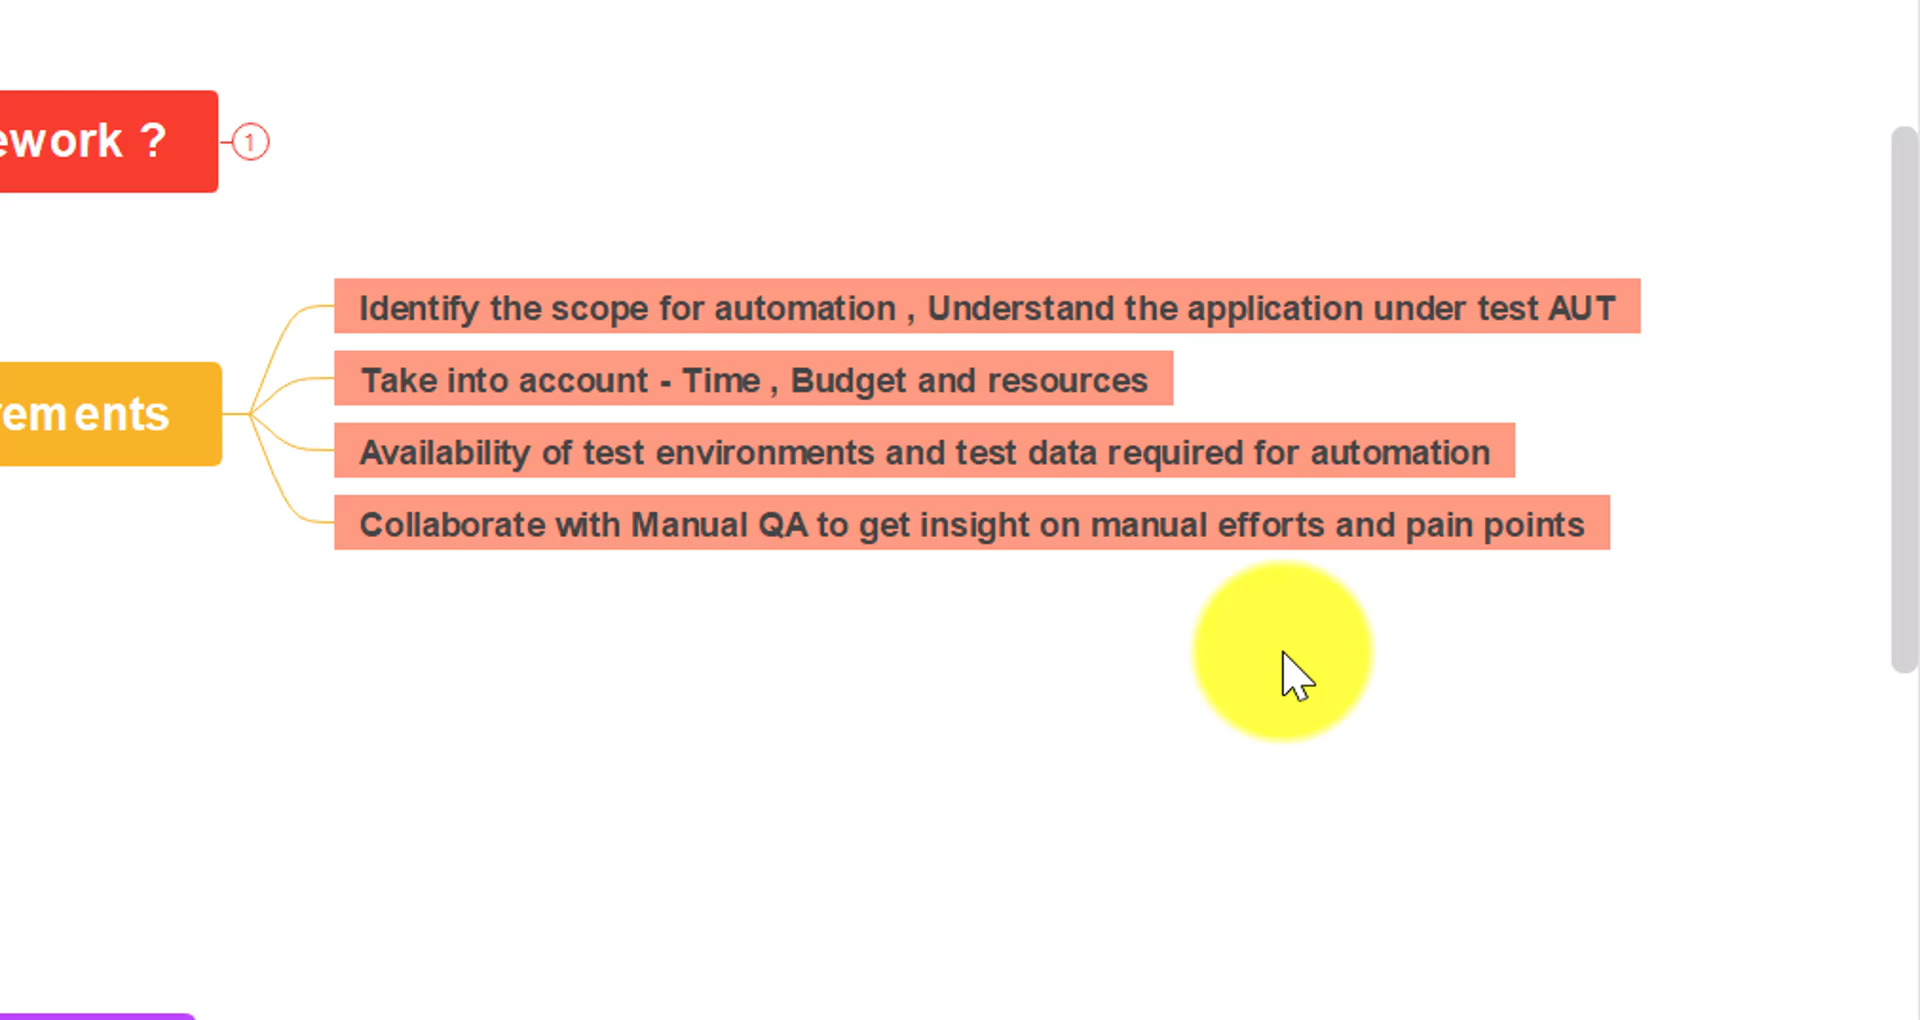 ework ?
1
Identify the scope for automation , Understand the application under test AUT
Take into account - Time , Budget and resources
ements
Availability of test environments and test data required for automation
Collaborate with Manual QA to get insight on manual efforts and pain points